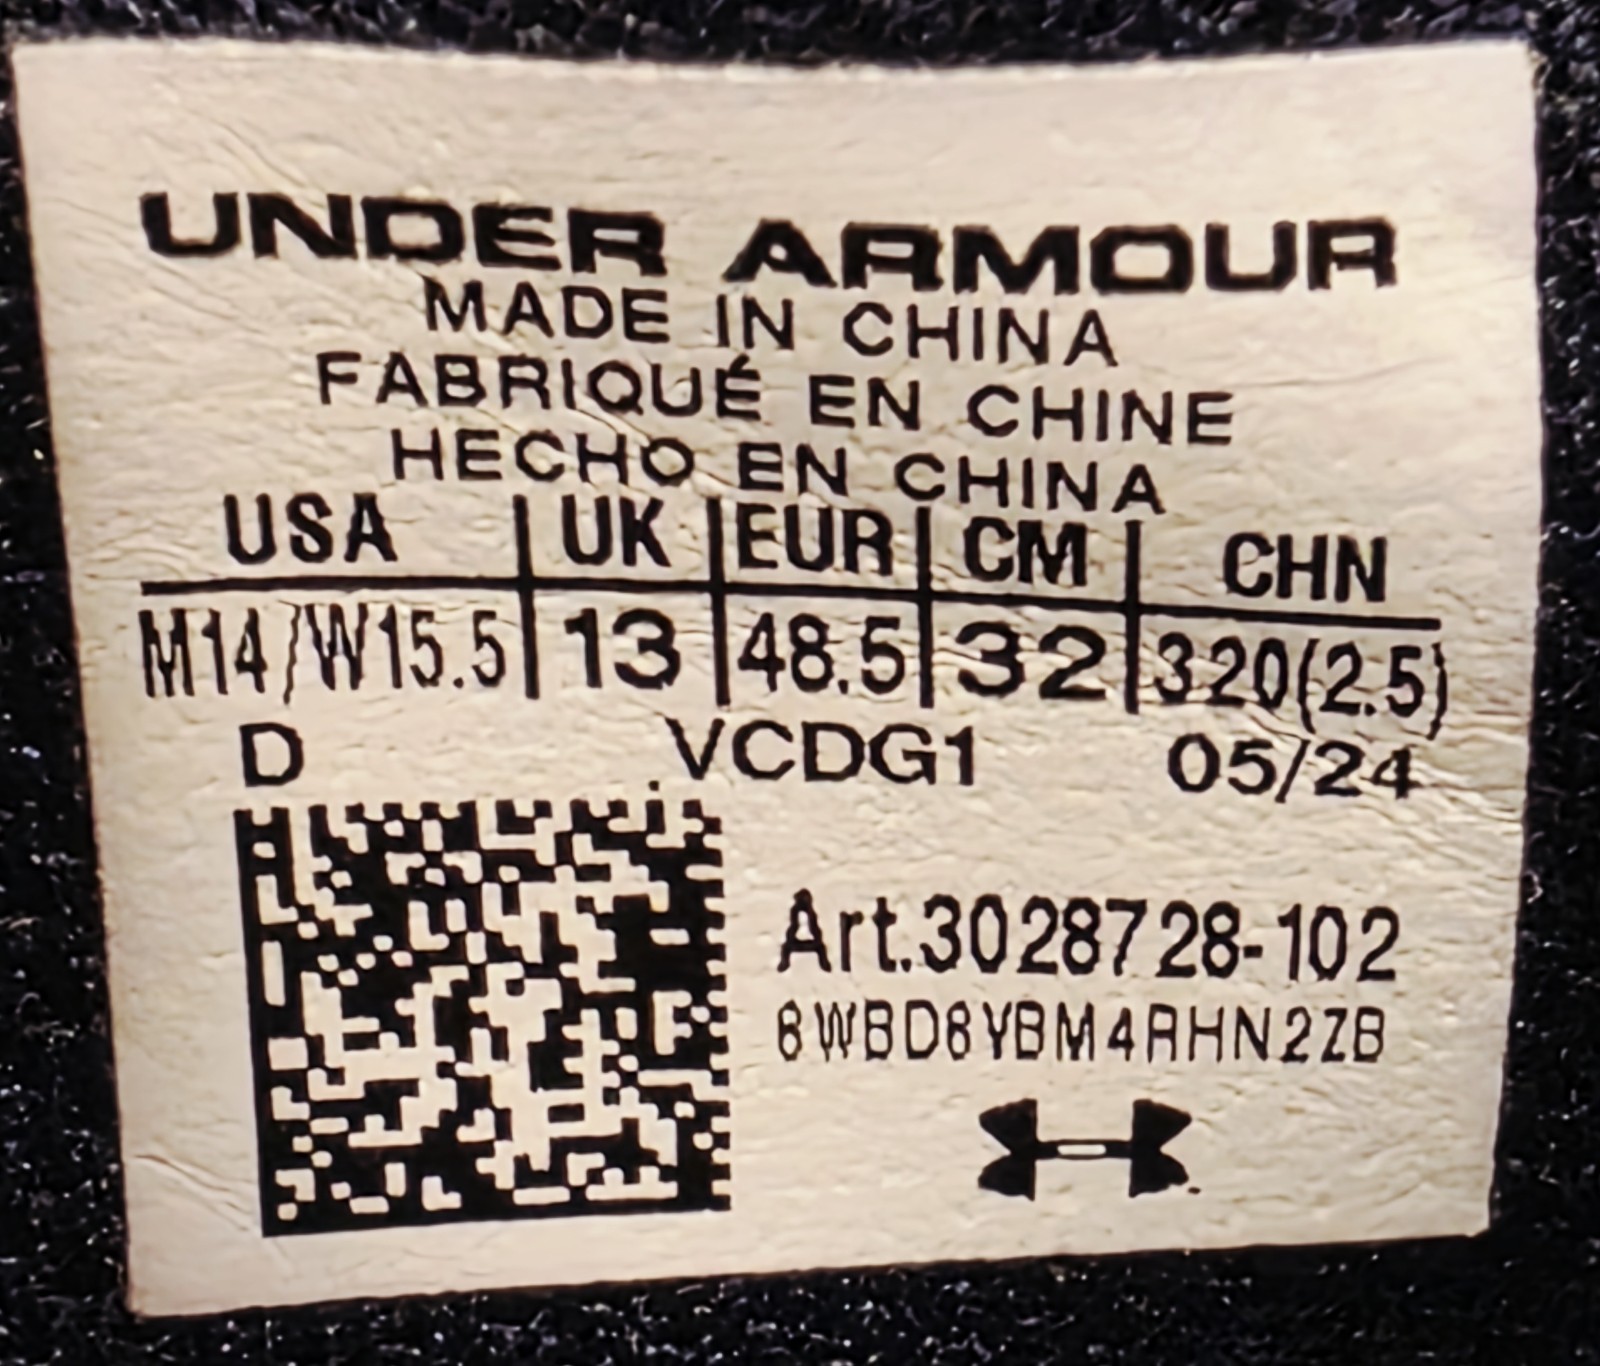 UNDER ARMOUR
MADE IN CHINA
FABRIQUÉ EN CHINE
HECHO EN CHINA
USA UK EUR CM CHN
M14/W15.5 13 48.5 32 320(2.5)
D VCDG1 05/24
Art.3028728-102
6WBD6YBM4RHN2ZB